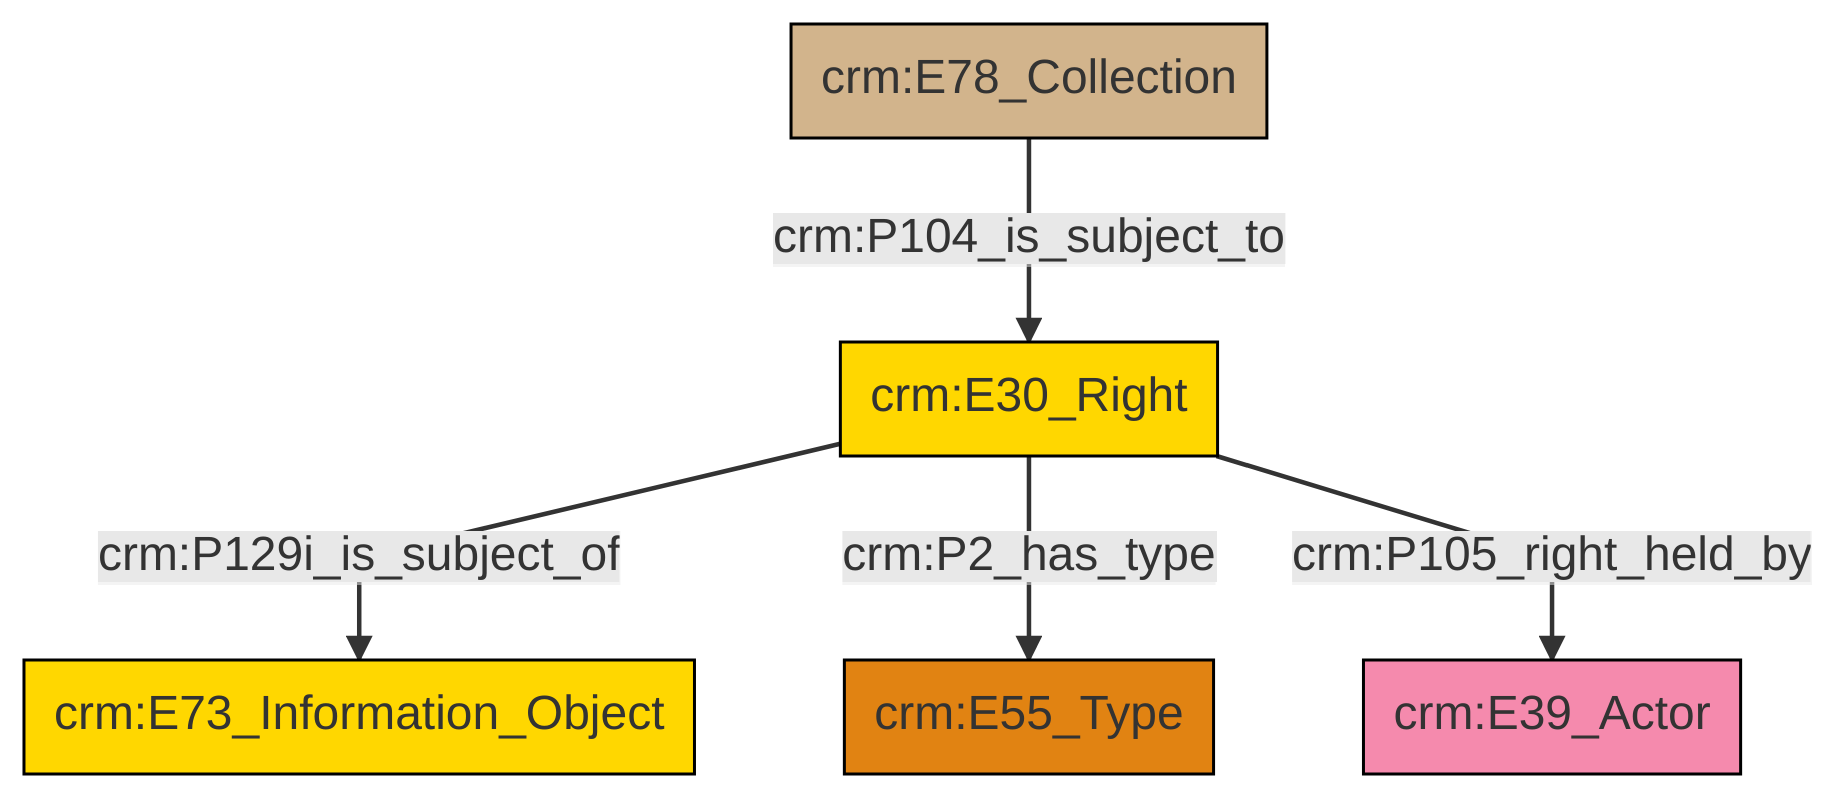 crm:E78_Collection
crm:P104_is_subject_to
crm:E30_Right
crm:P129i_is_subject_of
crm:P2_has_type
crm:P105_right_held_by
crm:E73_Information_Object
crm:E55_Type
crm:E39_Actor